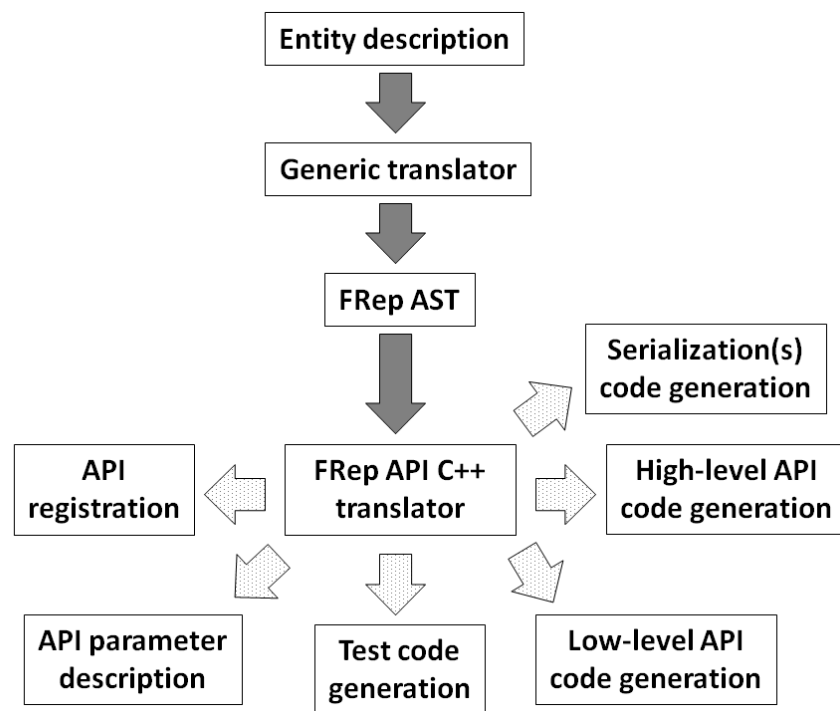 Entity description
Generic translator
FRep AST
Serialization(s)
code generation
API
registration
FRep API C++
translator
High-level API
code generation
API parameter
description
Test code
generation
Low-level API
code generation